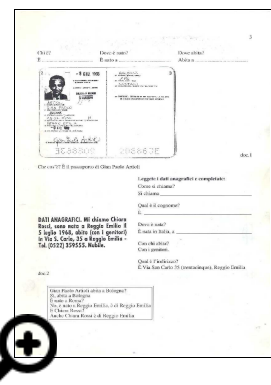 3
Chi è?
Dove è nato?
Dove abita?
È
È nato a
Abita a
doc.1
Che cos'è? È il passaporto di Gian Paolo Artioli
Leggete i dati anagrafici e completate:
Come si chiama?
Si chiama
Qual è il cognome?
È
DATI ANAGRAFICI. Mi chiamo Chiara
Rossi, sono nata a Reggio Emilia il
5 luglio 1968, abito (con i genitori)
in Via S. Carlo, 35 a Reggio Emilia -
Tel. (0522) 359555. Nubile.
Dove è nata?
È nata in Italia, a
Con chi abita?
Con i genitori.
Qual è l'indirizzo?
È Via San Carlo 35 (trentacinque), Reggio Emilia
doc.2
Gian Paolo Artioli abita a Bologna?
Sì, abita a Bologna
È nato a Roma?
No, è nato a Reggio Emilia, è di Reggio Emilia
E Chiara Rossi?
Anche Chiara Rossi è di Reggio Emilia